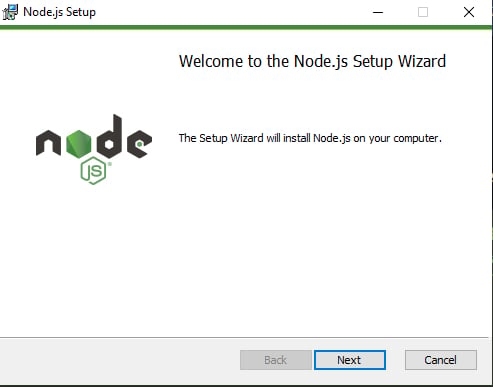 Node.js Setup
Welcome to the Node.js Setup Wizard
The Setup Wizard will install Node.js on your computer.
node
JS
Back
Next
Cancel